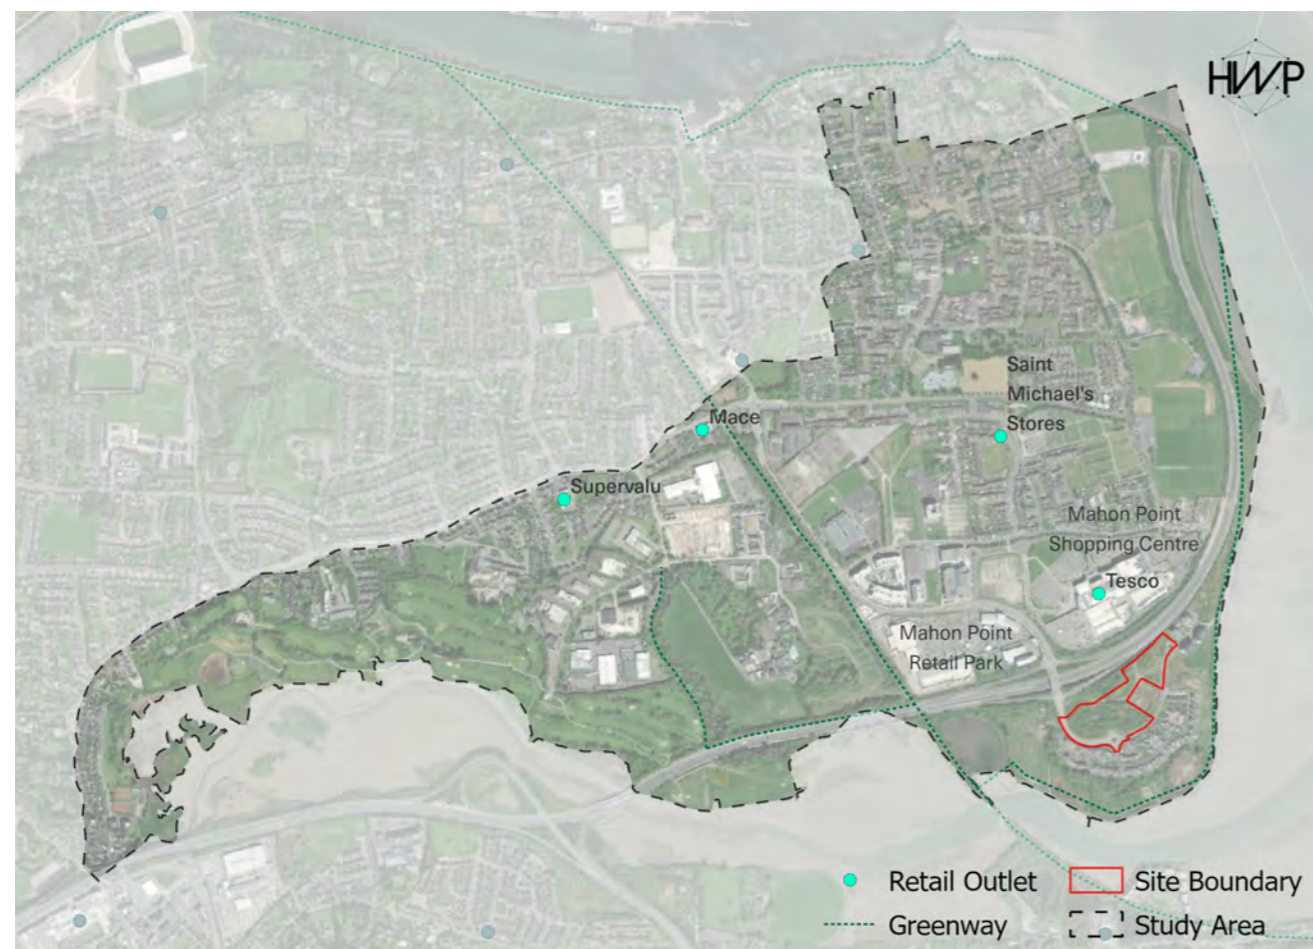 HWP
Saint
Michael's
Stores
Mace
Supervalu
Mahon Point
Shopping Centre
Tesco
Mahon Point
Retail Park
Retail Outlet
Site Boundary
Greenway
Study Area